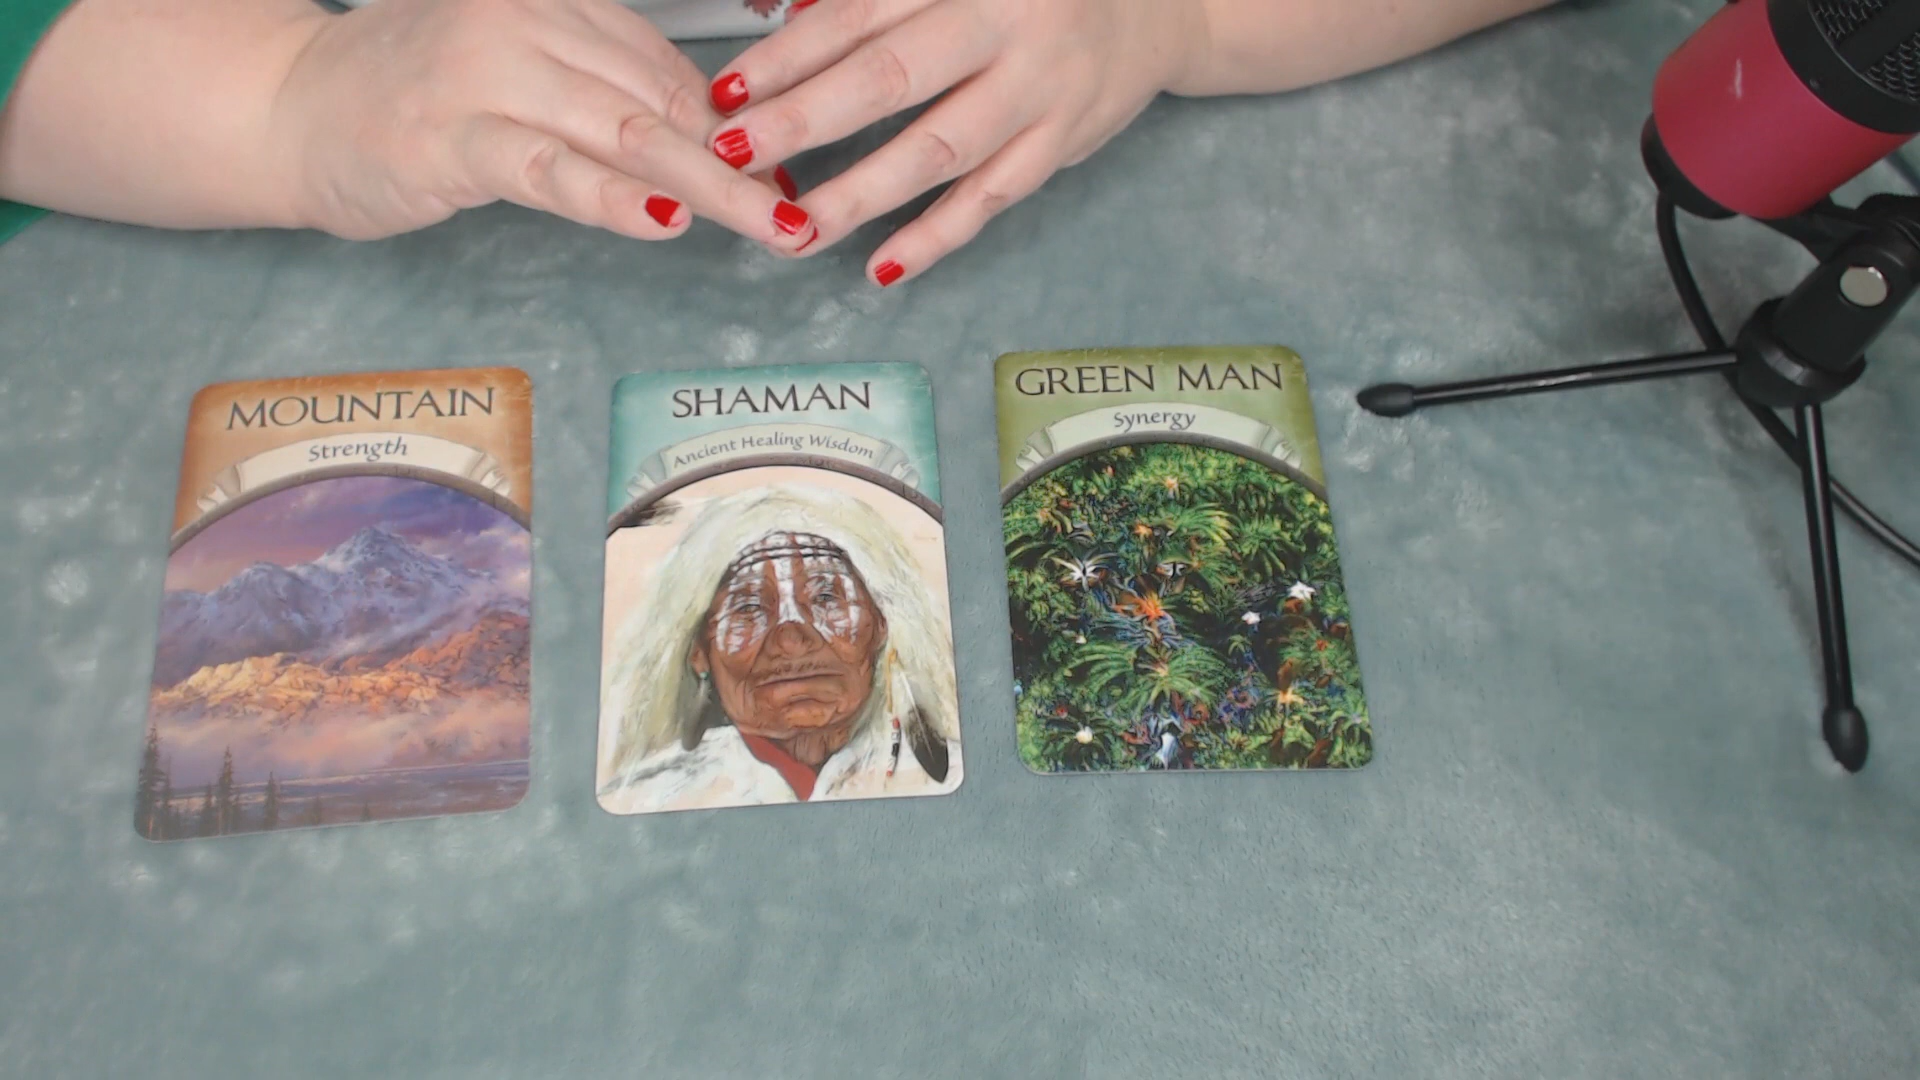 MOUNTAIN
Strength
SHAMAN
Ancient Healing Wisdom
GREEN MAN
Synergy